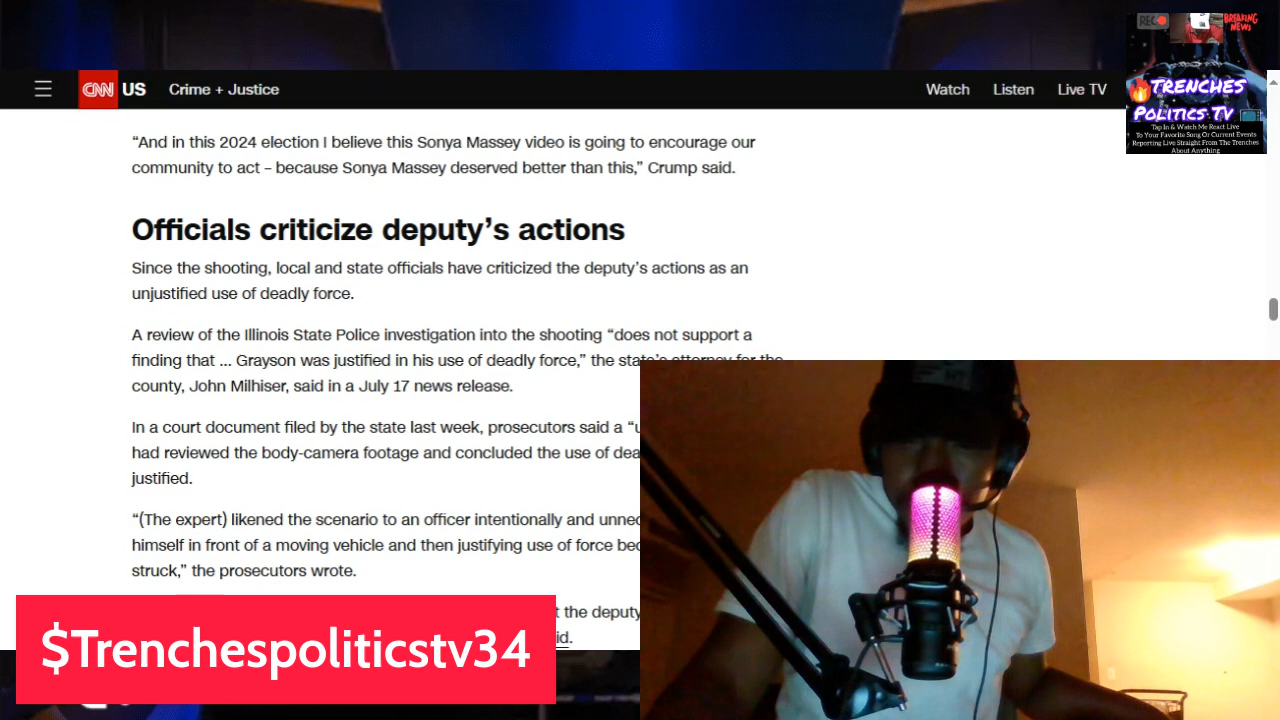 REC
BREAKING
NEWS
CNN US Crime + Justice Watch Listen Live TV
TRENCHES
POLITICS TV
Tap In & Watch Me React Live
To Your Favorite Song Or Current Events
Reporting Live Straight From The Trenches
About Anything
“And in this 2024 election I believe this Sonya Massey video is going to encourage our
community to act – because Sonya Massey deserved better than this,” Crump said.
Officials criticize deputy’s actions
Since the shooting, local and state officials have criticized the deputy’s actions as an
unjustified use of deadly force.
A review of the Illinois State Police investigation into the shooting “does not support a
finding that ... Grayson was justified in his use of deadly force,” the state’s attorney for the
county, John Milhiser, said in a July 17 news release.
In a court document filed by the state last week, prosecutors said a “u
had reviewed the body-camera footage and concluded the use of dea
justified.
“(The expert) likened the scenario to an officer intentionally and unnec
himself in front of a moving vehicle and then justifying use of force bec
struck,” the prosecutors wrote.
t the deputy
id.
$Trenchespoliticstv34